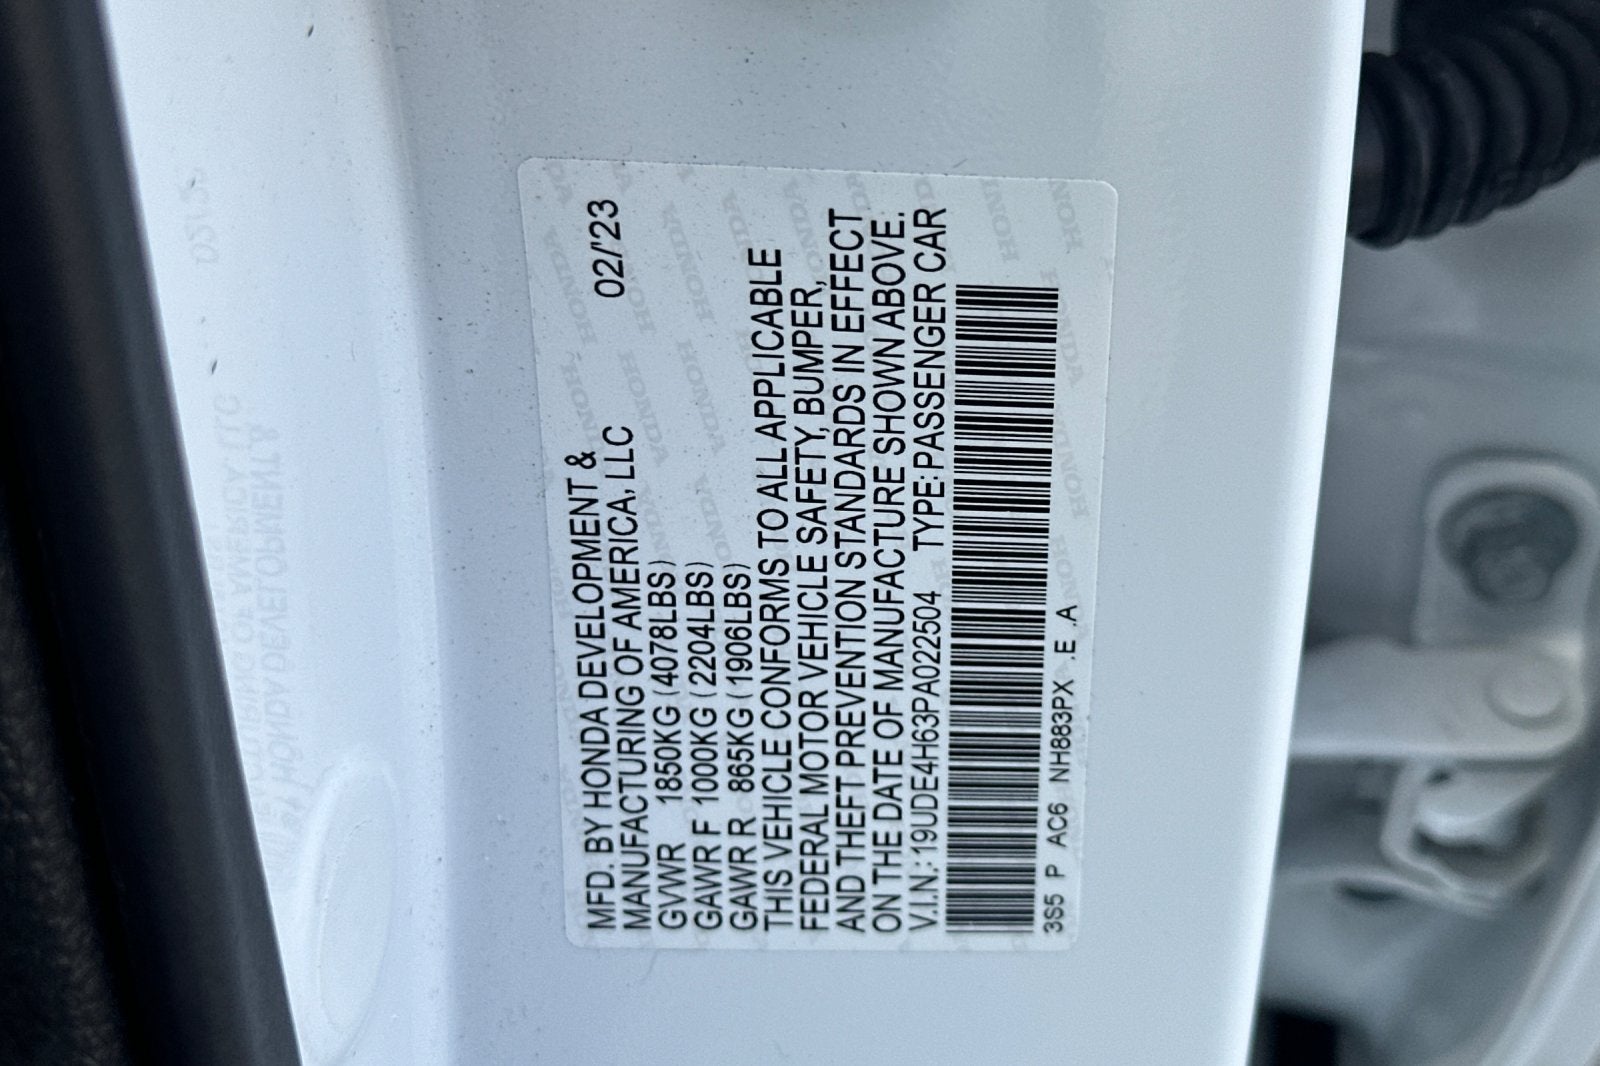 MFD. BY HONDA DEVELOPMENT &
MANUFACTURING OF AMERICA, LLC 02/'23
GVWR 1850KG (4078LBS)
GAWR F 1000KG (2204LBS)
GAWR R 865KG (1906LBS)
THIS VEHICLE CONFORMS TO ALL APPLICABLE
FEDERAL MOTOR VEHICLE SAFETY, BUMPER,
AND THEFT PREVENTION STANDARDS IN EFFECT
ON THE DATE OF MANUFACTURE SHOWN ABOVE.
V.I.N.: 19UDE4H63PA022504 TYPE: PASSENGER CAR
3S5 P AC6 NH883PX .E .A